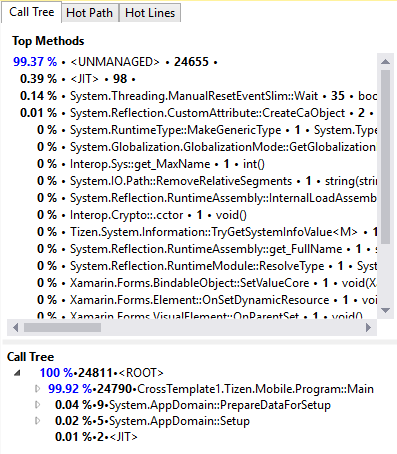 Call Tree Hot Path Hot Lines
Top Methods
99.37 % • <UNMANAGED> • 24655 •
0.39 % • <JIT> • 98 •
0.14 % • System.Threading.ManualResetEventSlim::Wait • 35 • boo
0.01 % • System.Reflection.CustomAttribute::CreateCaObject • 2 •
0 % • System.RuntimeType::MakeGenericType • 1 • System.Type
0 % • System.Globalization.GlobalizationMode::GetGlobalization
0 % • Interop.Sys::get_MaxName • 1 • int()
0 % • System.IO.Path::RemoveRelativeSegments • 1 • string(strin
0 % • System.Reflection.RuntimeAssembly::InternalLoadAssemb
0 % • Interop.Crypto::.cctor • 1 • void()
0 % • Tizen.System.Information::TryGetSystemInfoValue<M> • 1
0 % • System.Reflection.RuntimeAssembly::get_FullName • 1 • s
0 % • System.Reflection.RuntimeModule::ResolveType • 1 • Syst
0 % • Xamarin.Forms.BindableObject::SetValueCore • 1 • void(Xa
0 % • Xamarin.Forms.Element::OnSetDynamicResource • 1 • voi
0 % • Xamarin.Forms.VisualElement::OnParentSet • 1 • void()
Call Tree
100 %•24811•<ROOT>
99.92 %•24790•CrossTemplate1.Tizen.Mobile.Program::Main
0.04 %•9•System.AppDomain::PrepareDataForSetup
0.02 %•5•System.AppDomain::Setup
0.01 %•2•<JIT>